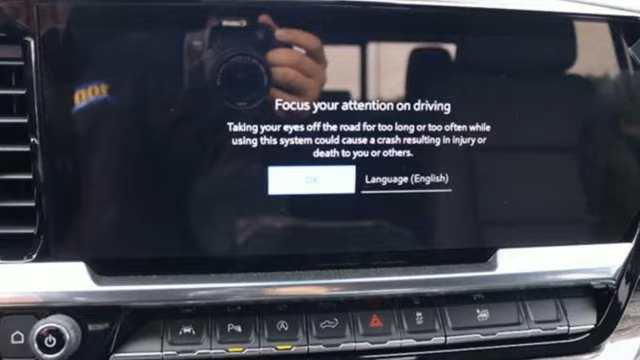 Focus your attention on driving
Taking your eyes off the road for too long or too often while
using this system could cause a crash resulting in injury or
death to you or others.
OK Language (English)